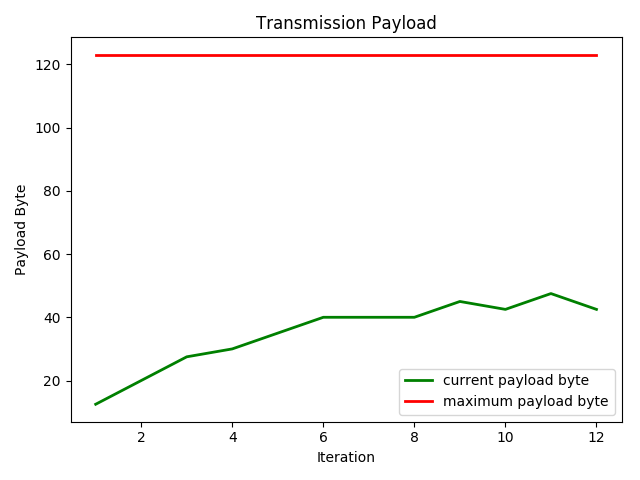 Transmission Payload
120
100
80
60
40
20
Payload Byte
2
4
6
8
10
12
Iteration
current payload byte
maximum payload byte